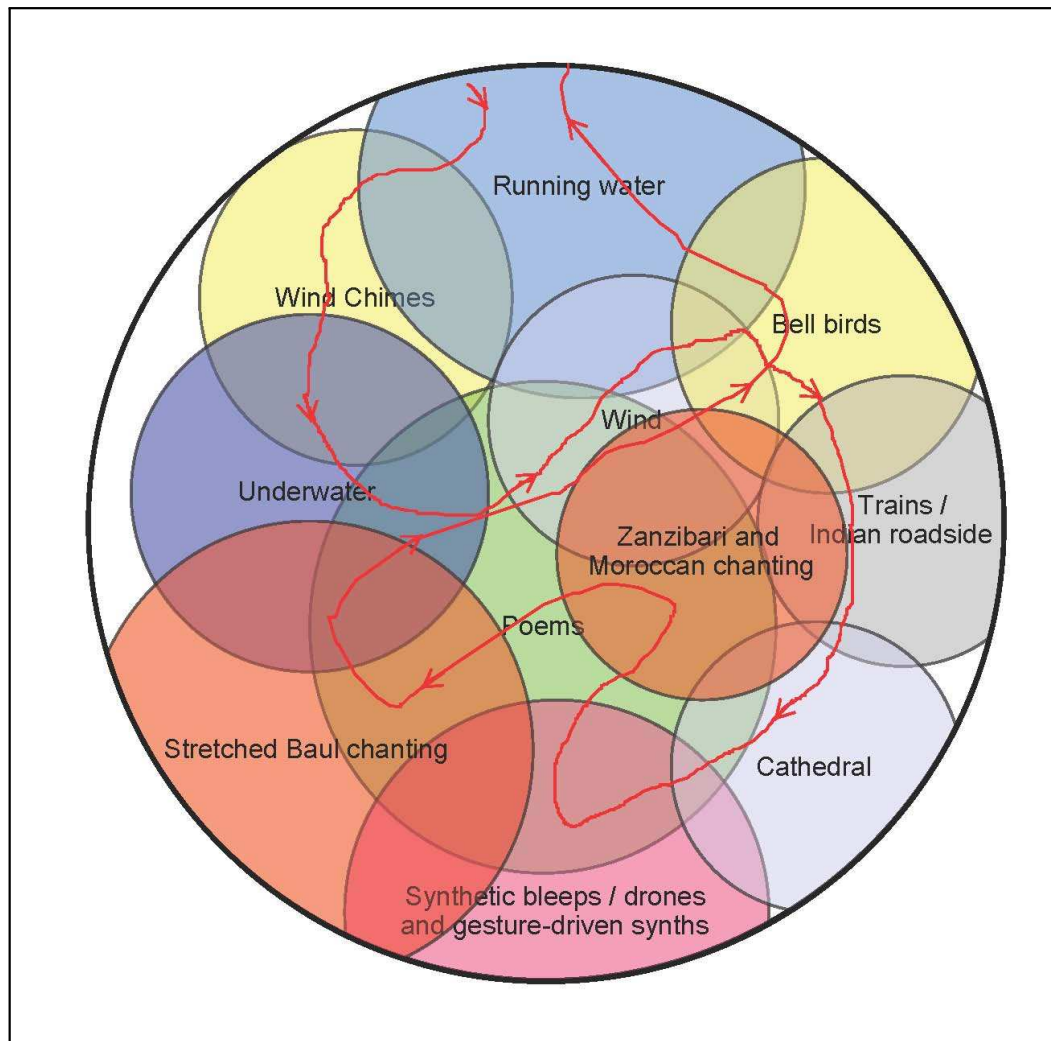 Running water
Wind Chimes
Bell birds
Wind
Underwater
Trains /
Indian roadside
Zanzibari and
Moroccan chanting
Poems
Stretched Baul chanting
Cathedral
Synthetic bleeps / drones
and gesture-driven synths